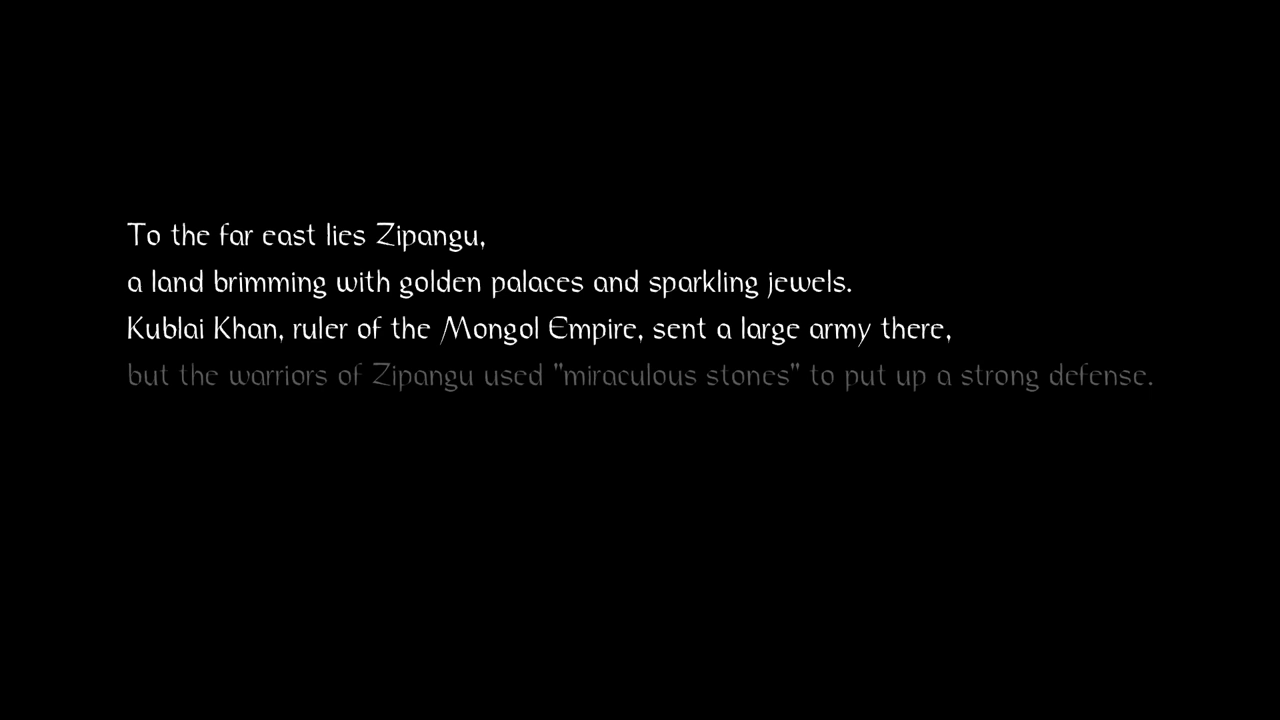 To the far east lies Zipangu,
a land brimming with golden palaces and sparkling jewels.
Kublai Khan, ruler of the Mongol Empire, sent a large army there,
but the warriors of Zipangu used "miraculous stones" to put up a strong defense.